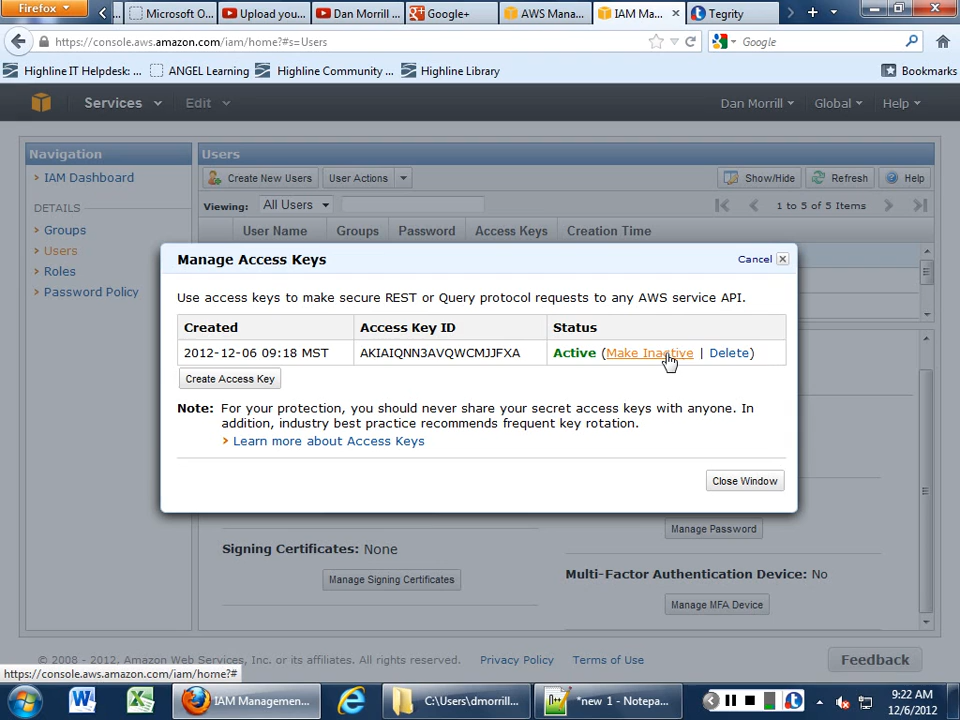 Firefox
Microsoft O...
Upload you...
Dan Morrill ...
Google+
AWS Mana...
IAM Ma...
Tegrity
https://console.aws.amazon.com/iam/home?#s=Users
Google
Highline IT Helpdesk: ...
ANGEL Learning
Highline Community ...
Highline Library
Bookmarks
Services
Edit
Dan Morrill
Global
Help
Navigation
IAM Dashboard
DETAILS
Groups
Users
Roles
Password Policy
Users
Create New Users
User Actions
Show/Hide
Refresh
Help
Viewing:
All Users
1 to 5 of 5 Items
User Name
Groups
Password
Access Keys
Creation Time
Manage Access Keys
Cancel
Use access keys to make secure REST or Query protocol requests to any AWS service API.
Created
Access Key ID
Status
2012-12-06 09:18 MST
AKIAIQNN3AVQWCMJJFXA
Active (Make Inactive | Delete)
Create Access Key
Note: For your protection, you should never share your secret access keys with anyone. In
addition, industry best practice recommends frequent key rotation.
Learn more about Access Keys
Close Window
Manage Password
Signing Certificates: None
Manage Signing Certificates
Multi-Factor Authentication Device: No
Manage MFA Device
© 2008 - 2012, Amazon Web Services, Inc. or its affiliates. All rights reserved.
Privacy Policy
Terms of Use
Feedback
https://console.aws.amazon.com/iam/home?#
IAM Managemen...
C:\Users\dmorrill...
*new 1 - Notepa...
9:22 AM
12/6/2012